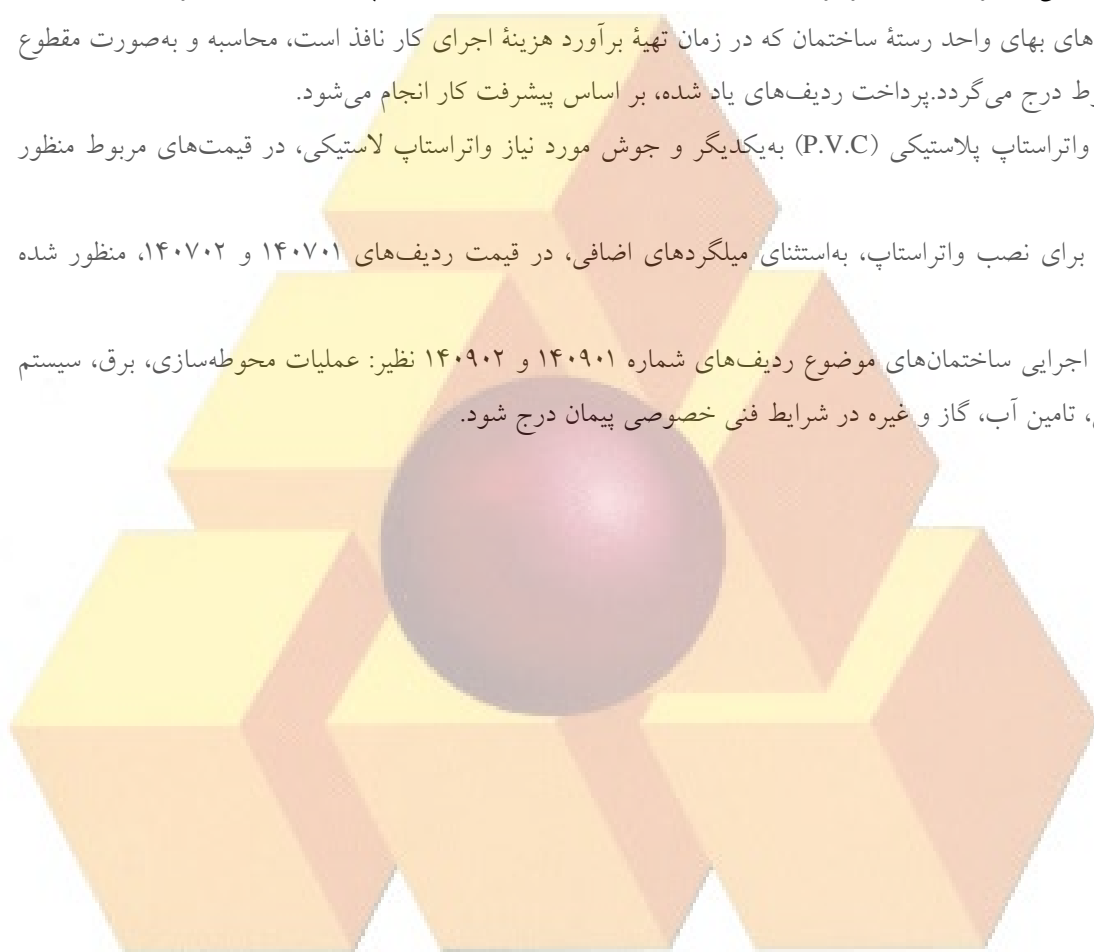 های بهای واحد رستهٔ ساختمان که در زمان تهیهٔ برآورد هزینهٔ اجرای کار نافذ است، محاسبه و به‌صورت مقطوع
وط درج می‌گردد.پرداخت ردیف‌های یاد شده، بر اساس پیشرفت کار انجام می‌شود.
واتراستاپ پلاستیکی (P.V.C) به‌یکدیگر و جوش مورد نیاز واتراستاپ لاستیکی، در قیمت‌های مربوط منظور
برای نصب واتراستاپ، به‌استثنای میلگردهای اضافی، در قیمت ردیف‌های ۱۴۰۷۰۱ و ۱۴۰۷۰۲، منظور شده
اجرایی ساختمان‌های موضوع ردیف‌های شماره ۱۴۰۹۰۱ و ۱۴۰۹۰۲ نظیر: عملیات محوطه‌سازی، برق، سیستم
، تامین آب، گاز و غیره در شرایط فنی خصوصی پیمان درج شود.